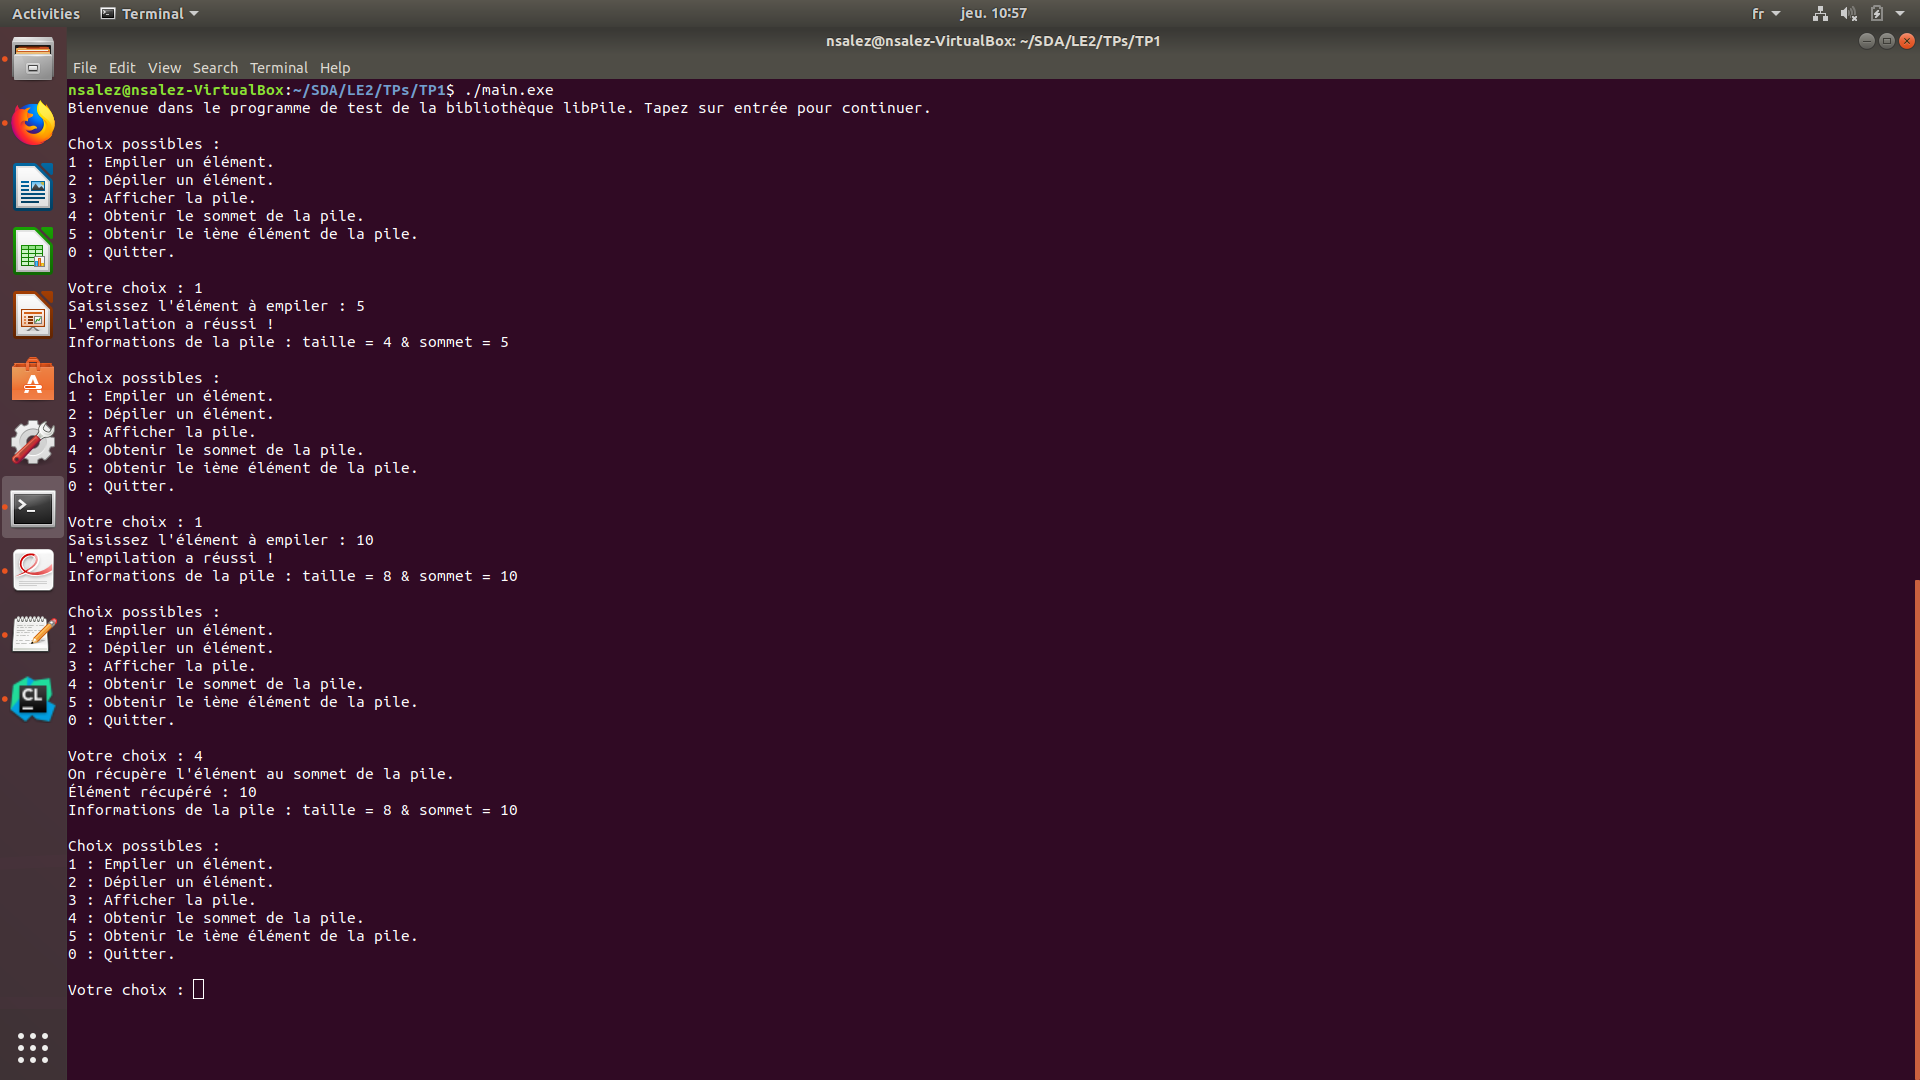 Activities Terminal jeu. 10:57 fr
nsalez@nsalez-VirtualBox: ~/SDA/LE2/TPs/TP1
File Edit View Search Terminal Help
nsalez@nsalez-VirtualBox:~/SDA/LE2/TPs/TP1$ ./main.exe
Bienvenue dans le programme de test de la bibliothèque libPile. Tapez sur entrée pour continuer.
Choix possibles :
1 : Empiler un élément.
2 : Dépiler un élément.
3 : Afficher la pile.
4 : Obtenir le sommet de la pile.
5 : Obtenir le ième élément de la pile.
0 : Quitter.
Votre choix : 1
Saisissez l'élément à empiler : 5
L'empilation a réussi !
Informations de la pile : taille = 4 & sommet = 5
Choix possibles :
1 : Empiler un élément.
2 : Dépiler un élément.
3 : Afficher la pile.
4 : Obtenir le sommet de la pile.
5 : Obtenir le ième élément de la pile.
0 : Quitter.
Votre choix : 1
Saisissez l'élément à empiler : 10
L'empilation a réussi !
Informations de la pile : taille = 8 & sommet = 10
Choix possibles :
1 : Empiler un élément.
2 : Dépiler un élément.
3 : Afficher la pile.
4 : Obtenir le sommet de la pile.
5 : Obtenir le ième élément de la pile.
0 : Quitter.
Votre choix : 4
On récupère l'élément au sommet de la pile.
Élément récupéré : 10
Informations de la pile : taille = 8 & sommet = 10
Choix possibles :
1 : Empiler un élément.
2 : Dépiler un élément.
3 : Afficher la pile.
4 : Obtenir le sommet de la pile.
5 : Obtenir le ième élément de la pile.
0 : Quitter.
Votre choix :
CL